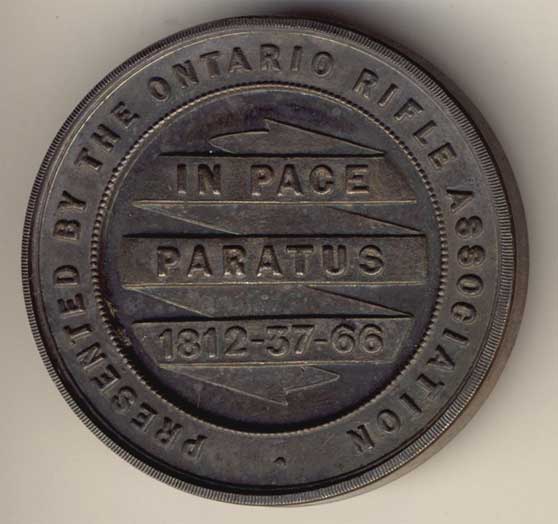 PRESENTED BY THE ONTARIO RIFLE ASSOCIATION
IN PACE
PARATUS
1812-37-66